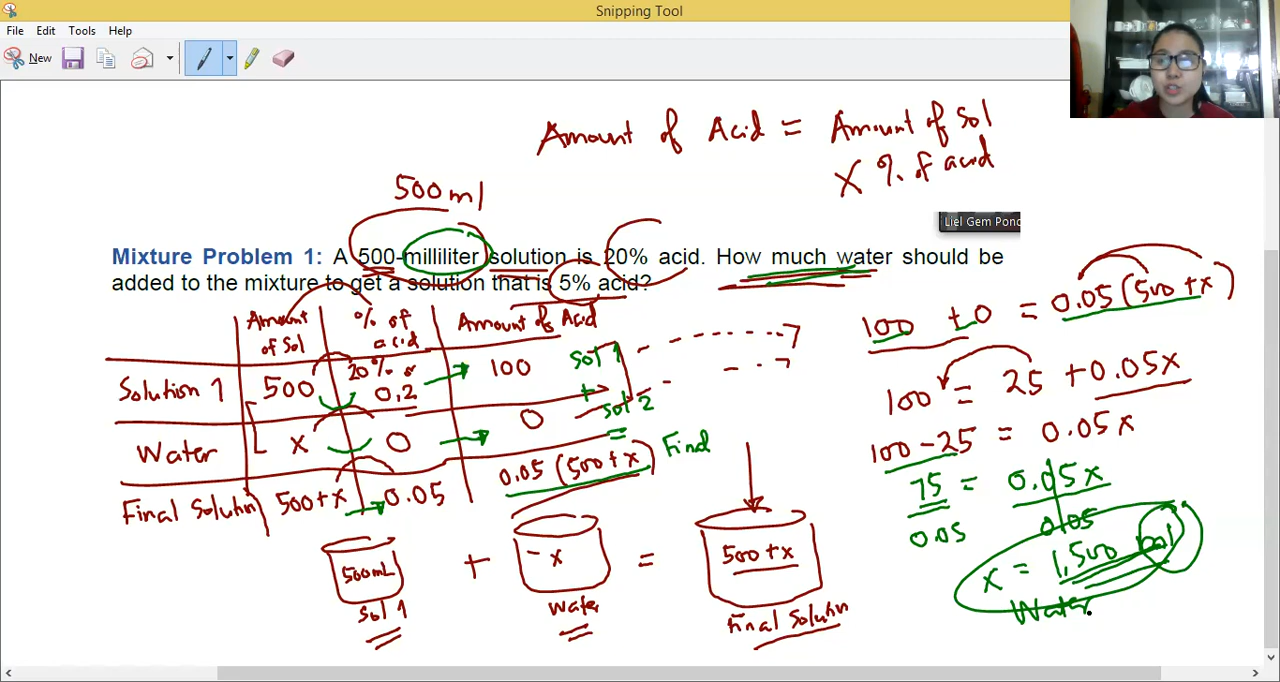 Snipping Tool
File Edit Tools Help
New
Amount of Acid = Amount of Sol
x % of acid
500ml
Liel Gem Pono
Mixture Problem 1: A 500-milliliter solution is 20% acid. How much water should be
added to the mixture to get a solution that is 5% acid?
Amount of Sol % of acid Amount of Acid
Solution 1 500 20% or 0.2 100 Sol 1
+
Water x 0 0 Sol 2
=
Final Solution 500+x 0.05 0.05 (500+x) Final
100 + 0 = 0.05 (500+x)
100 = 25 + 0.05x
100 - 25 = 0.05x
75 = 0.05x
0.05 0.05
x = 1,500 ml
Water
500mL + -x = 500+x
Sol 1 Water Final Solution